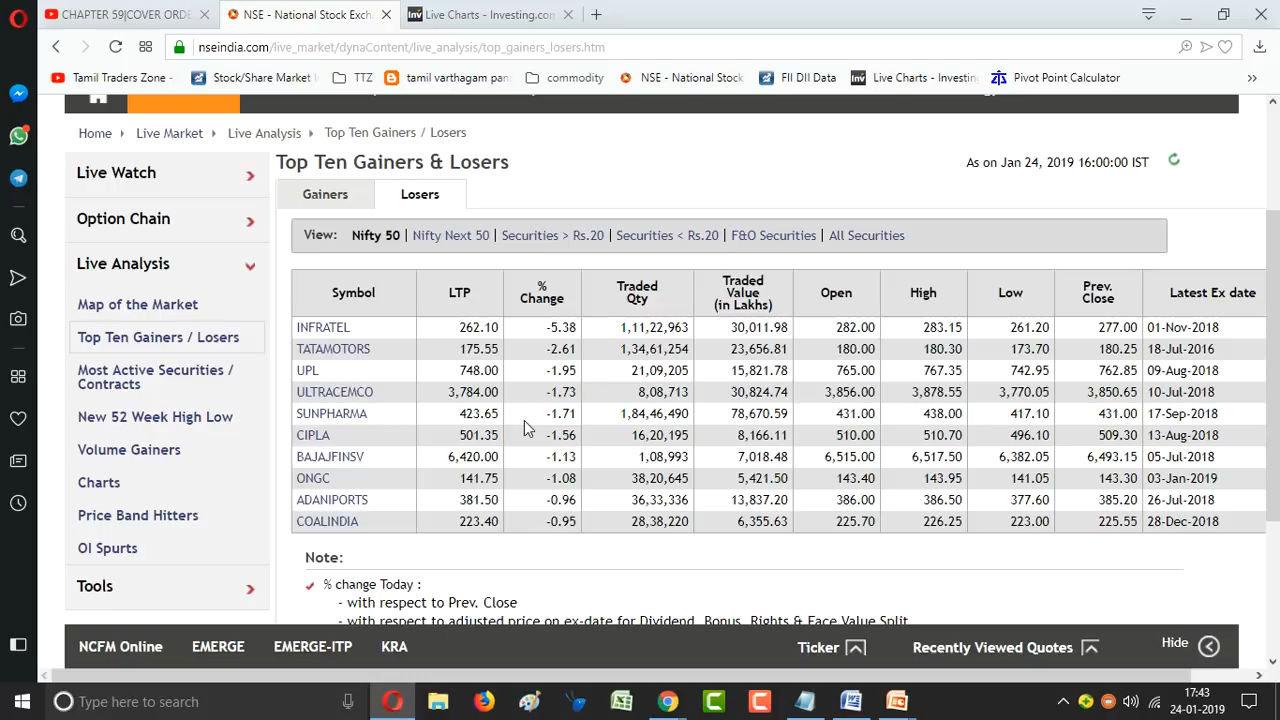 CHAPTER 59|COVER ORDE
NSE - National Stock Exch
Live Charts - Investing.com
nseindia.com/live_market/dynaContent/live_analysis/top_gainers_losers.htm
Tamil Traders Zone -
Stock/Share Market
TTZ
tamil varthagam pan
commodity
NSE - National Stock
FII DII Data
Live Charts - Investin
Pivot Point Calculator
Home
Live Market
Live Analysis
Top Ten Gainers / Losers
Live Watch
Option Chain
Live Analysis
Map of the Market
Top Ten Gainers / Losers
Most Active Securities /
Contracts
New 52 Week High Low
Volume Gainers
Charts
Price Band Hitters
OI Spurts
Tools
Top Ten Gainers & Losers
As on Jan 24, 2019 16:00:00 IST
Gainers
Losers
View: Nifty 50 | Nifty Next 50 | Securities > Rs.20 | Securities < Rs.20 | F&O Securities | All Securities
Symbol LTP % Change Traded Qty Traded Value (in Lakhs) Open High Low Prev. Close Latest Ex date
INFRATEL 262.10 -5.38 1,11,22,963 30,011.98 282.00 283.15 261.20 277.00 01-Nov-2018
TATAMOTORS 175.55 -2.61 1,34,61,254 23,656.81 180.00 180.30 173.70 180.25 18-Jul-2016
UPL 748.00 -1.95 21,09,205 15,821.78 765.00 767.35 742.95 762.85 09-Aug-2018
ULTRACEMCO 3,784.00 -1.73 8,08,713 30,824.74 3,856.00 3,878.55 3,770.05 3,850.65 10-Jul-2018
SUNPHARMA 423.65 -1.71 1,84,46,490 78,670.59 431.00 438.00 417.10 431.00 17-Sep-2018
CIPLA 501.35 -1.56 16,20,195 8,166.11 510.00 510.70 496.10 509.30 13-Aug-2018
BAJAJFINSV 6,420.00 -1.13 1,08,993 7,018.48 6,515.00 6,517.50 6,382.05 6,493.15 05-Jul-2018
ONGC 141.75 -1.08 38,20,645 5,421.50 143.40 143.95 141.05 143.60 03-Jan-2019
ADANIPORTS 381.50 -0.96 36,33,336 13,837.20 386.00 386.50 377.60 385.20 26-Jul-2018
COALINDIA 223.40 -0.95 28,38,220 6,355.63 225.70 226.25 223.00 225.55 28-Dec-2018
Note:
% change Today :
- with respect to Prev. Close
- with respect to adjusted price on ex-date for Dividend, Bonus, Rights & Face Value Split
NCFM Online
EMERGE
EMERGE-ITP
KRA
Ticker
Recently Viewed Quotes
Hide
Type here to search
17:43
24-01-2019